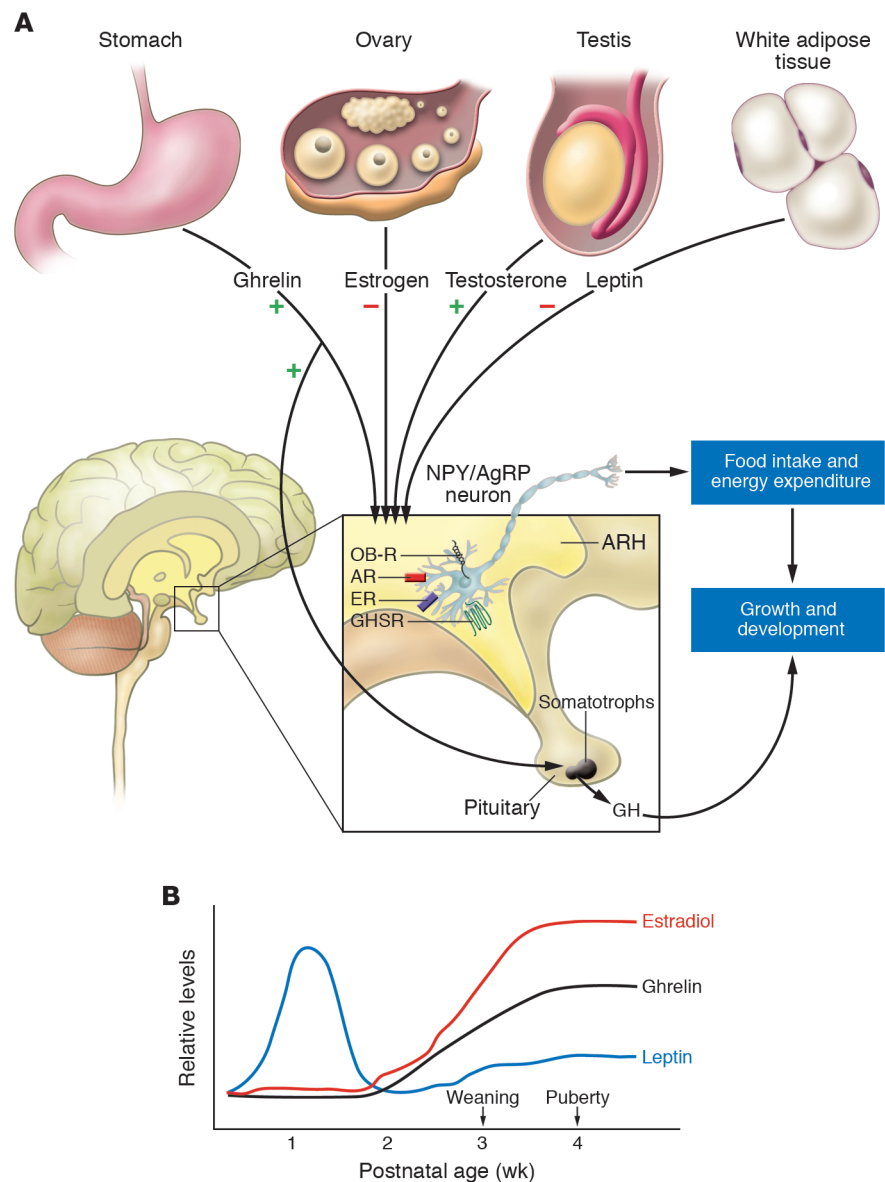 A
Stomach
Ovary
Testis
White adipose
tissue
Ghrelin
Estrogen
Testosterone
Leptin
+
–
+
–
+
NPY/AgRP
neuron
Food intake and
energy expenditure
OB-R
AR
ER
GHSR
ARH
Growth and
development
Somatotrophs
Pituitary
GH
B
Relative levels
Estradiol
Ghrelin
Leptin
Weaning
Puberty
1
2
3
4
Postnatal age (wk)